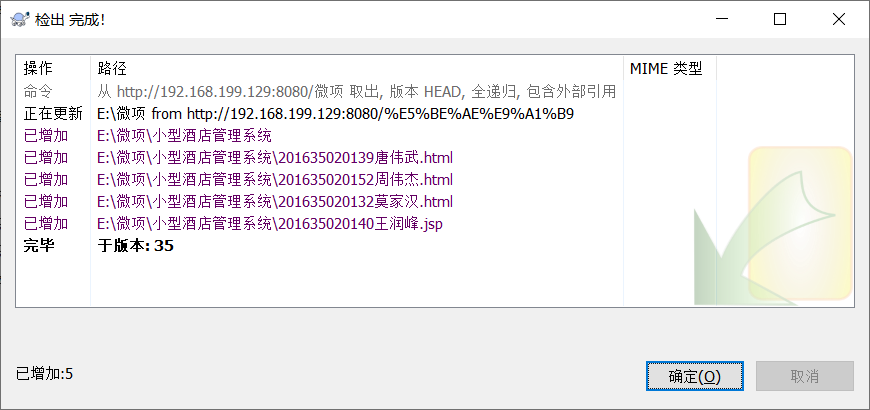 检出 完成!
操作 路径 MIME 类型
命令 从 http://192.168.199.129:8080/微项 取出, 版本 HEAD, 全递归, 包含外部引用
正在更新 E:\微项 from http://192.168.199.129:8080/%E5%BE%AE%E9%A1%B9
已增加 E:\微项\小型酒店管理系统
已增加 E:\微项\小型酒店管理系统\201635020139唐伟武.html
已增加 E:\微项\小型酒店管理系统\201635020152周伟杰.html
已增加 E:\微项\小型酒店管理系统\201635020132莫家汉.html
已增加 E:\微项\小型酒店管理系统\201635020140王润峰.jsp
完毕 于版本: 35
已增加:5
确定(O) 取消